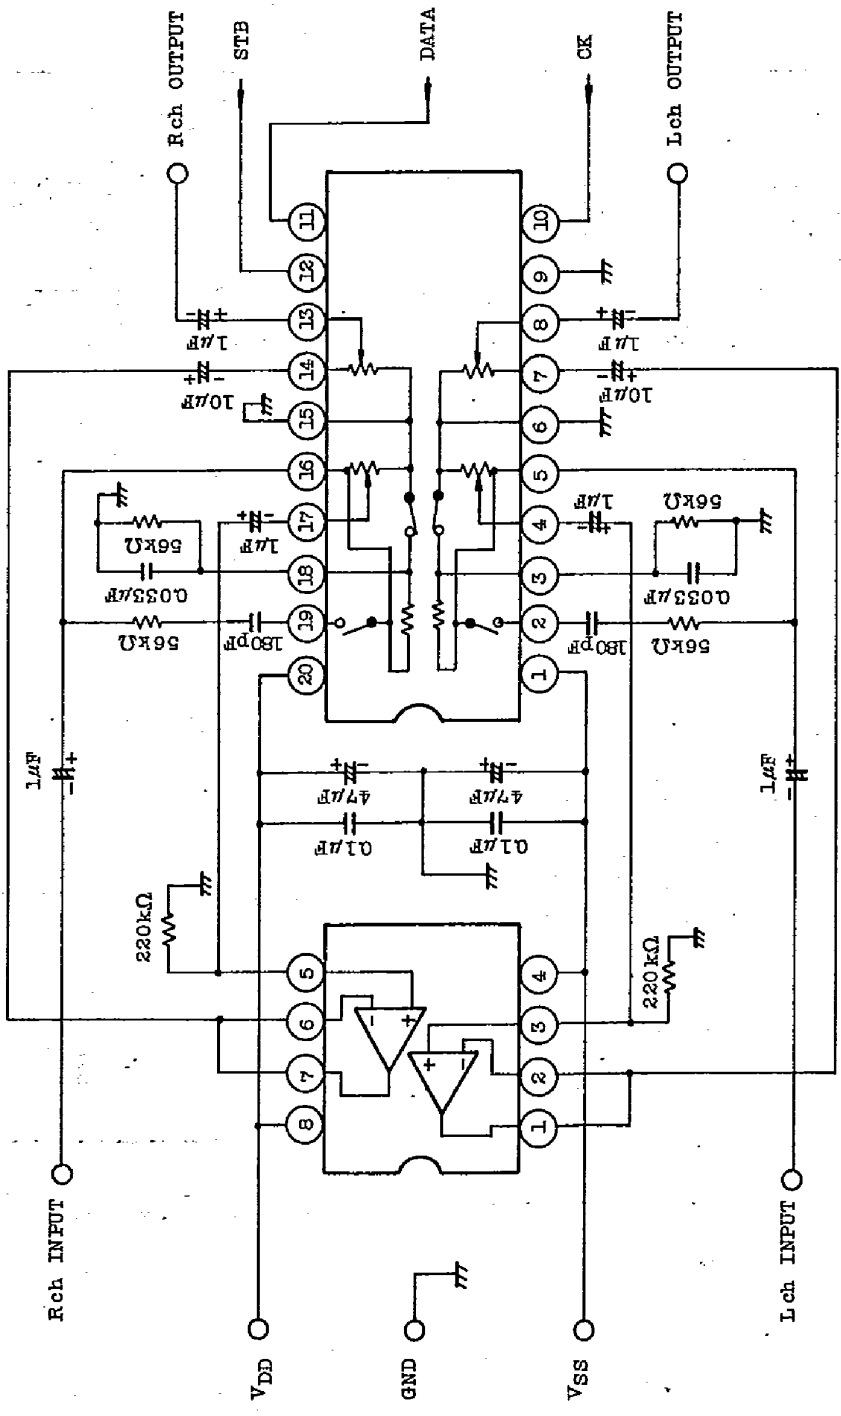 Rch OUTPUT
STB
DATA
CK
Lch OUTPUT
11
12
13
14
15
16
17
18
19
20
10
9
8
7
6
5
4
3
2
1
- +
1μF
+ -
10μF
+ -
1μF
56kΩ
0.033μF
56kΩ
180pF
+ -
1μF
- +
10μF
- +
1μF
56kΩ
0.033μF
180pF
56kΩ
1μF
- +
1μF
- +
+ -
47μF
+ -
47μF
0.1μF
0.1μF
220kΩ
220kΩ
5
6
7
8
4
3
2
1
- +
+ -
Rch INPUT
VDD
GND
VSS
Lch INPUT